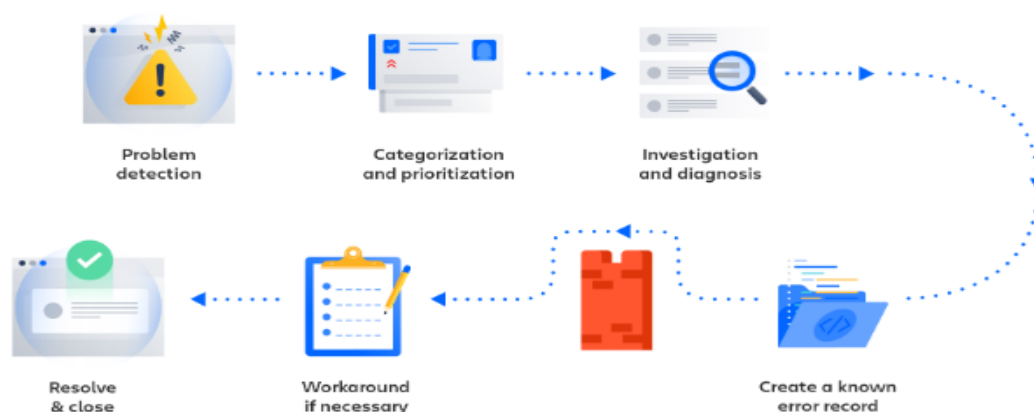 Problem
detection
Categorization
and prioritization
Investigation
and diagnosis
Resolve
& close
Workaround
if necessary
Create a known
error record